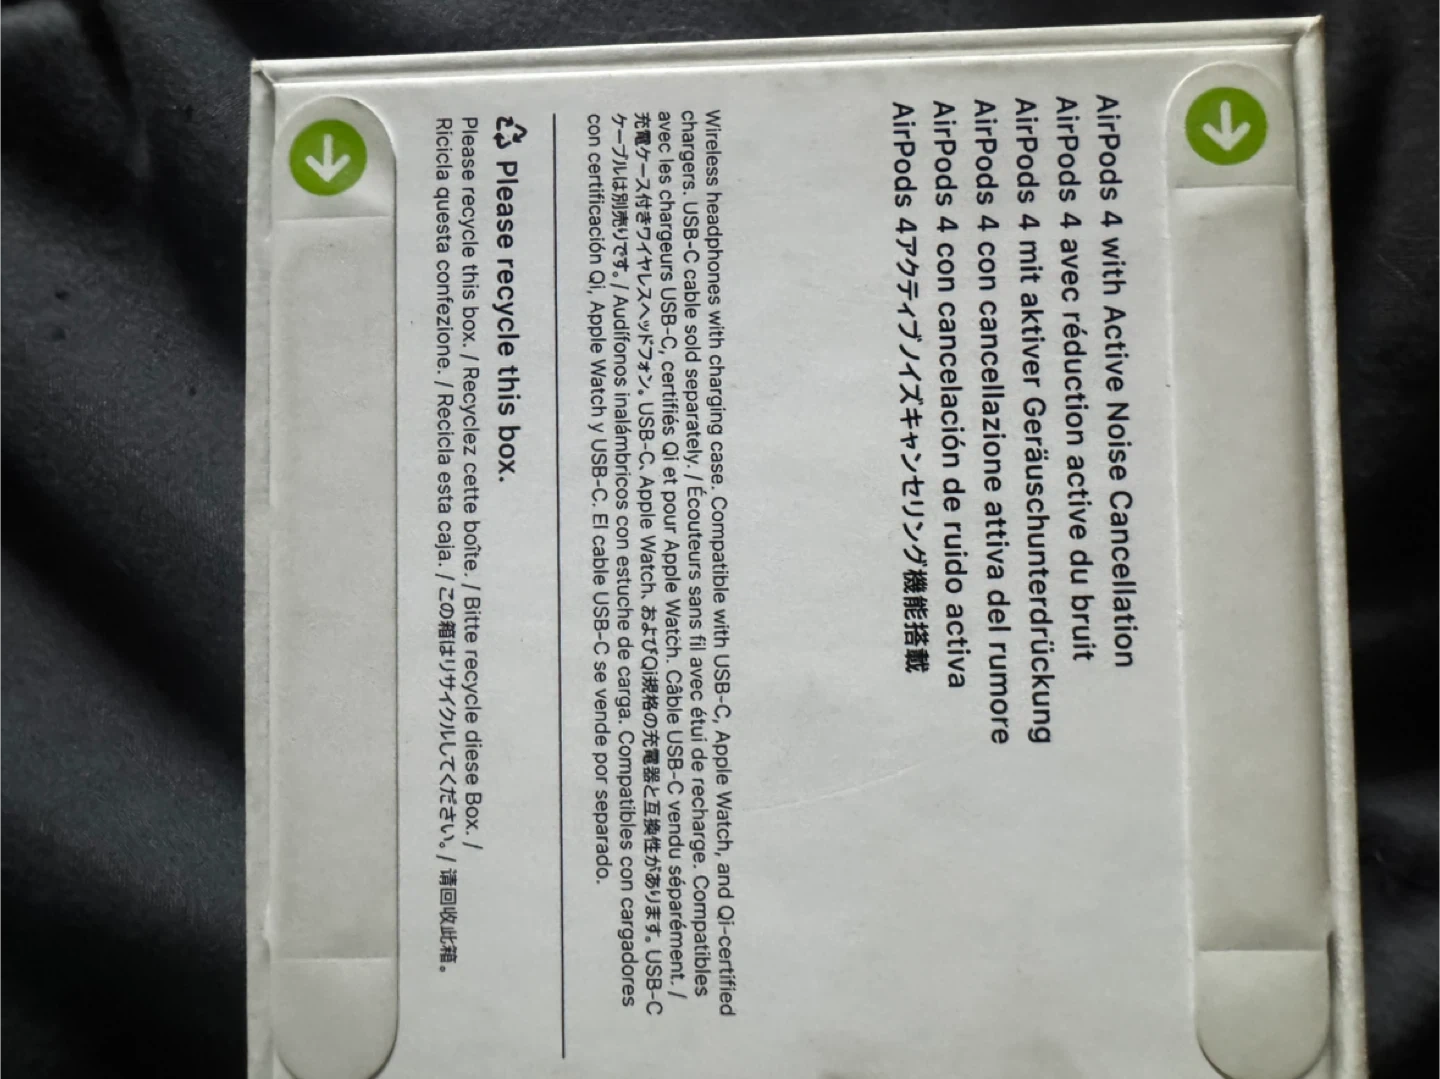 AirPods 4 with Active Noise Cancellation
AirPods 4 avec réduction active du bruit
AirPods 4 mit aktiver Geräuschunterdrückung
AirPods 4 con cancellazione attiva del rumore
AirPods 4 con cancelación de ruido activa
AirPods 4アクティブノイズキャンセリング機能搭載
Wireless headphones with charging case. Compatible with USB-C, Apple Watch, and Qi-certified
chargers. USB-C cable sold separately. / Écouteurs sans fil avec étui de recharge. Compatibles
avec les chargeurs USB-C, certifiés Qi et pour Apple Watch. Câble USB-C vendu séparément. /
充電ケース付きワイヤレスヘッドフォン。USB-C、Apple Watch、およびQi規格の充電器と互換性があります。USB-C
ケーブルは別売りです。/ Audífonos inalámbricos con estuche de carga. Compatibles con cargadores
con certificación Qi, Apple Watch y USB-C. El cable USB-C se vende por separado.
Please recycle this box.
Please recycle this box. / Recyclez cette boîte. / Bitte recycle diese Box. /
Ricicla questa confezione. / Recicla esta caja. / この箱はリサイクルしてください。/ 请回收此箱。